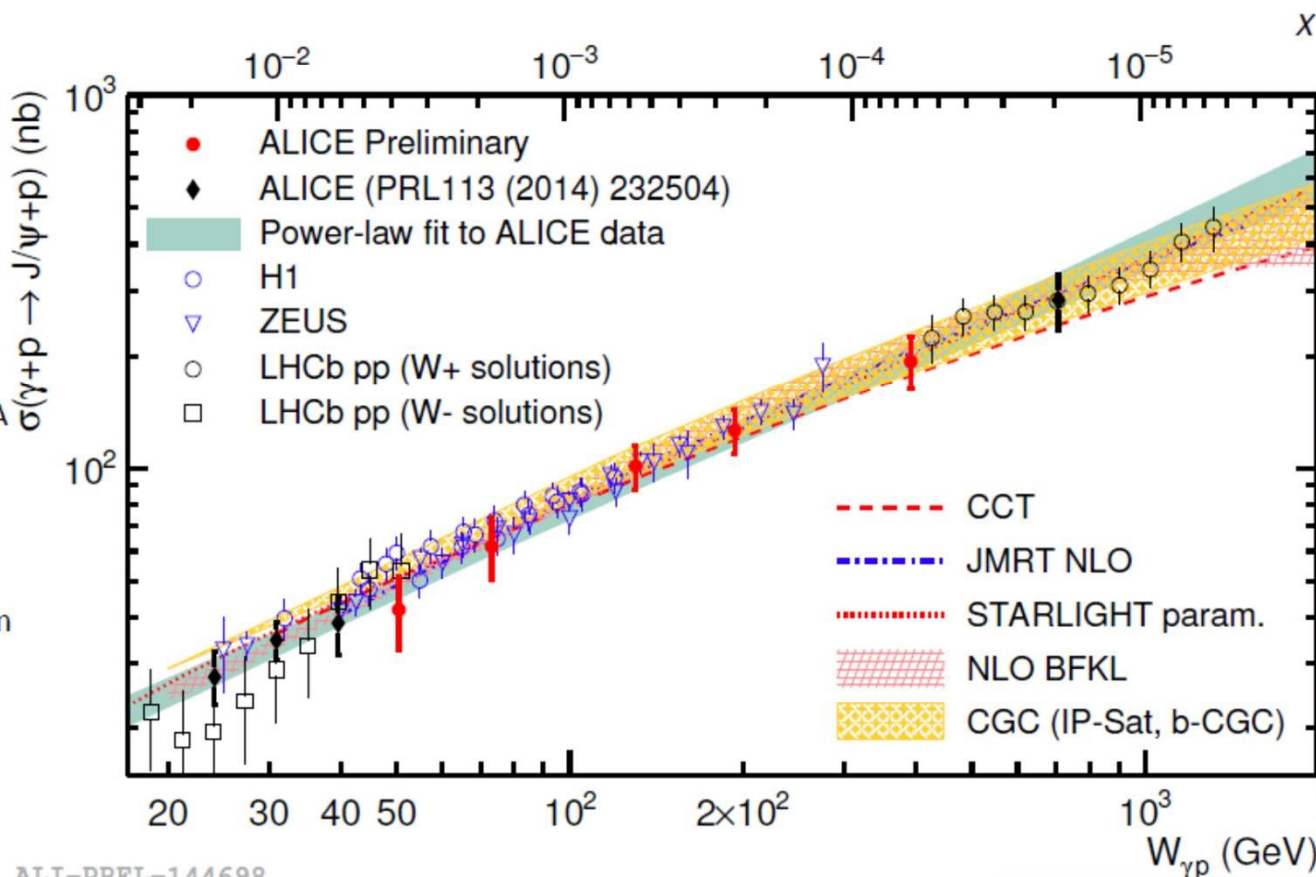 x
10⁻² 10⁻³ 10⁻⁴ 10⁻⁵
10³
10²
σ(γ+p → J/ψ+p) (nb)
ALICE Preliminary
ALICE (PRL113 (2014) 232504)
Power-law fit to ALICE data
H1
ZEUS
LHCb pp (W+ solutions)
LHCb pp (W- solutions)
CCT
JMRT NLO
STARLIGHT param.
NLO BFKL
CGC (IP-Sat, b-CGC)
20 30 40 50 10² 2×10² 10³
W_γp (GeV)